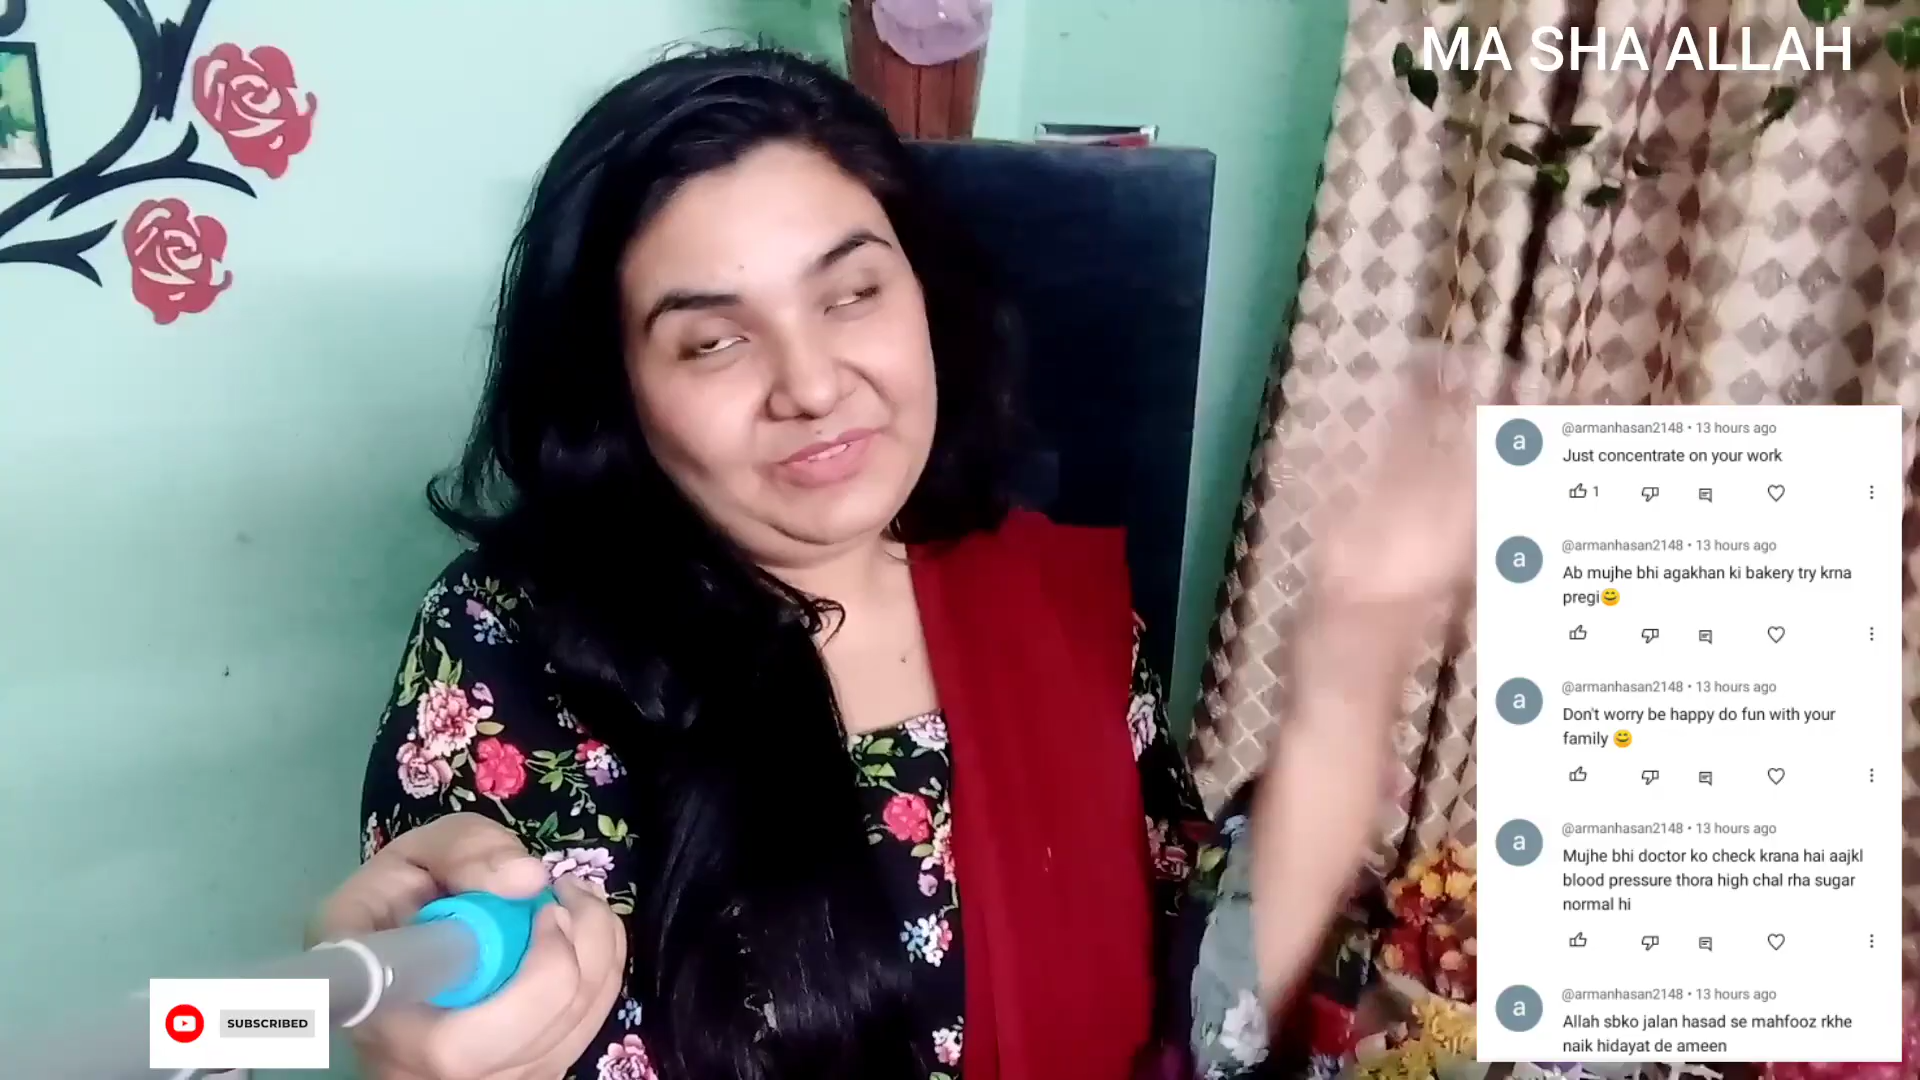 MA SHA ALLAH
@armanhasan2148 • 13 hours ago
Just concentrate on your work
1
@armanhasan2148 • 13 hours ago
Ab mujhe bhi agakhan ki bakery try krna
pregi😊
@armanhasan2148 • 13 hours ago
Don't worry be happy do fun with your
family 😊
@armanhasan2148 • 13 hours ago
Mujhe bhi doctor ko check krana hai aajkl
blood pressure thora high chal rha sugar
normal hi
@armanhasan2148 • 13 hours ago
Allah sbko jalan hasad se mahfooz rkhe
naik hidayat de ameen
SUBSCRIBED